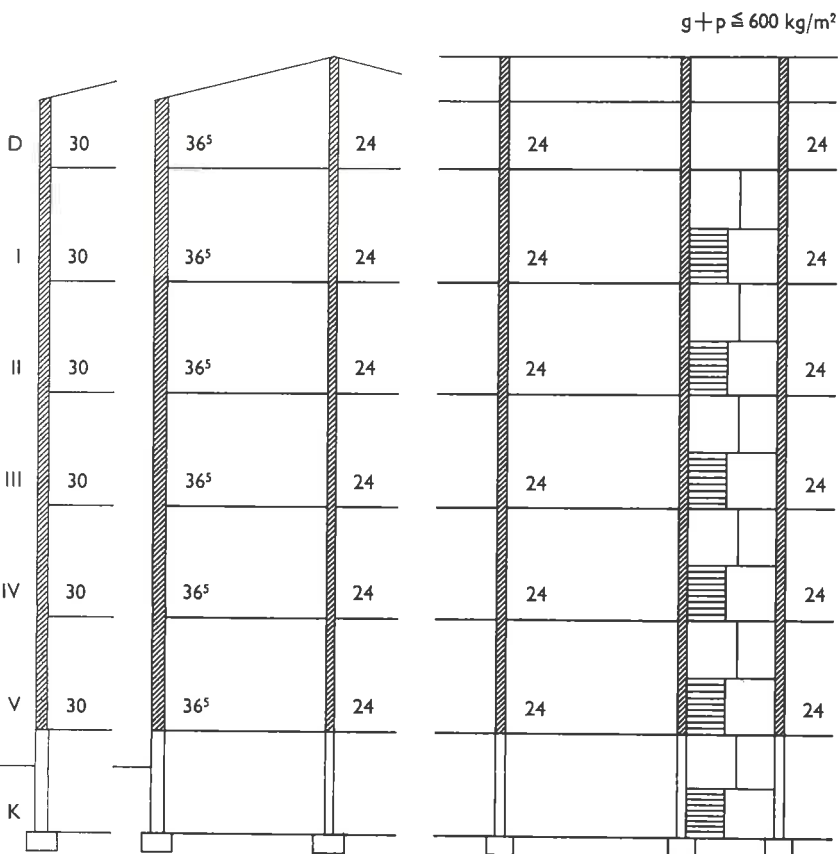 g+p ≦ 600 kg/m²
D 30 36⁵ 24 24 24
I 30 36⁵ 24 24 24
II 30 36⁵ 24 24 24
III 30 36⁵ 24 24 24
IV 30 36⁵ 24 24 24
V 30 36⁵ 24 24 24
K